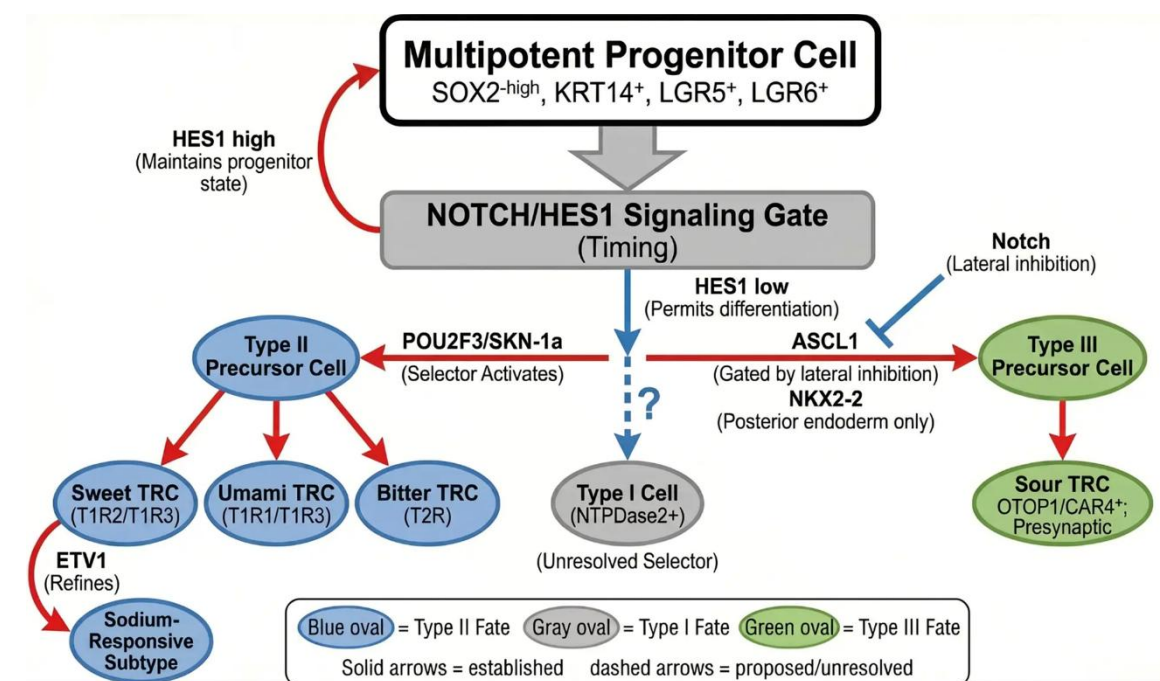 Multipotent Progenitor Cell
SOX2-high, KRT14+, LGR5+, LGR6+
HES1 high
(Maintains progenitor
state)
NOTCH/HES1 Signaling Gate
(Timing)
Notch
(Lateral inhibition)
HES1 low
(Permits differentiation)
Type II
Precursor Cell
POU2F3/SKN-1a
(Selector Activates)
ASCL1
(Gated by lateral inhibition)
NKX2-2
(Posterior endoderm only)
Type III
Precursor Cell
?
Sweet TRC
(T1R2/T1R3)
Umami TRC
(T1R1/T1R3)
Bitter TRC
(T2R)
Type I Cell
(NTPDase2+)
(Unresolved Selector)
Sour TRC
OTOP1/CAR4+;
Presynaptic
ETV1
(Refines)
Sodium-
Responsive
Subtype
Blue oval = Type II Fate Gray oval = Type I Fate Green oval = Type III Fate
Solid arrows = established dashed arrows = proposed/unresolved